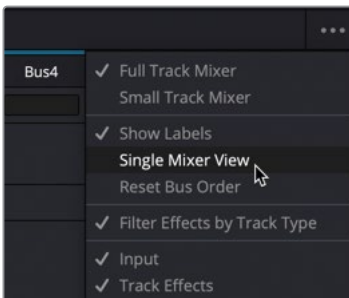 Bus4
✓ Full Track Mixer
Small Track Mixer
✓ Show Labels
Single Mixer View
Reset Bus Order
✓ Filter Effects by Track Type
✓ Input
✓ Track Effects